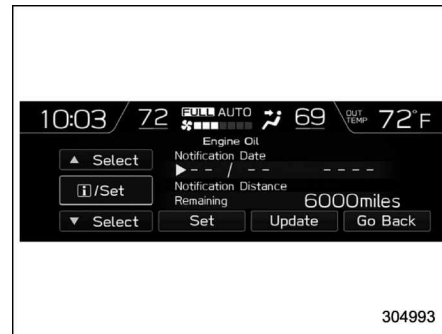 10:03 72 FULL AUTO 69 OUT TEMP 72°F
Engine Oil
▲ Select
Notification Date
▶-- / -- ----
i/Set
Notification Distance
Remaining 6000miles
▼ Select Set Update Go Back
304993